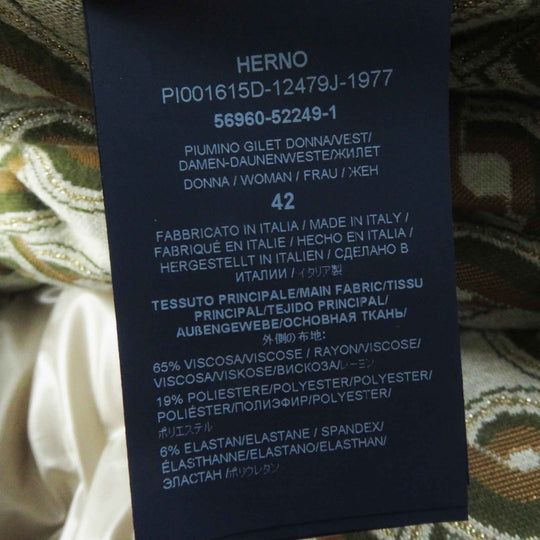 HERNO
PI001615D-12479J-1977
56960-52249-1
PIUMINO GILET DONNA/VEST/
DAMEN-DAUNENWESTE/ЖИЛЕТ
DONNA / WOMAN / FRAU / ЖЕН
42
FABBRICATO IN ITALIA / MADE IN ITALY /
FABRIQUÉ EN ITALIE / HECHO EN ITALIA /
HERGESTELLT IN ITALIEN / СДЕЛАНО В
ИТАЛИИ / イタリア製
TESSUTO PRINCIPALE/MAIN FABRIC/TISSU
PRINCIPAL/TEJIDO PRINCIPAL/
AUßENGEWEBE/ОСНОВНАЯ ТКАНЬ/
外側の布地:
65% VISCOSA/VISCOSE / RAYON/VISCOSE/
VISCOSA/VISKOSE/ВИСКОЗА/レーヨン
19% POLIESTERE/POLYESTER/POLYESTER/
POLIÉSTER/ПОЛИЭФИР/POLYESTER/
ポリエステル
6% ELASTAN/ELASTANE / SPANDEX/
ÉLASTHANNE/ELASTANO/ELASTHAN/
ЭЛАСТАН /ポリウレタン